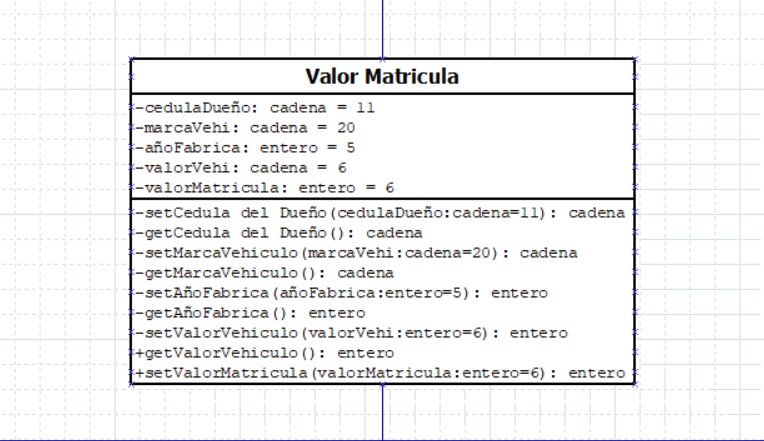 Valor Matricula
-cedulaDueño: cadena = 11
-marcaVehi: cadena = 20
-añoFabrica: entero = 5
-valorVehi: cadena = 6
-valorMatricula: entero = 6
-setCedula del Dueño(cedulaDueño:cadena=11): cadena
-getCedula del Dueño(): cadena
-setMarcaVehiculo(marcaVehi:cadena=20): cadena
-getMarcaVehiculo(): cadena
-setAñoFabrica(añoFabrica:entero=5): entero
-getAñoFabrica(): entero
-setValorVehiculo(valorVehi:entero=6): entero
+getValorVehiculo(): entero
+setValorMatricula(valorMatricula:entero=6): entero